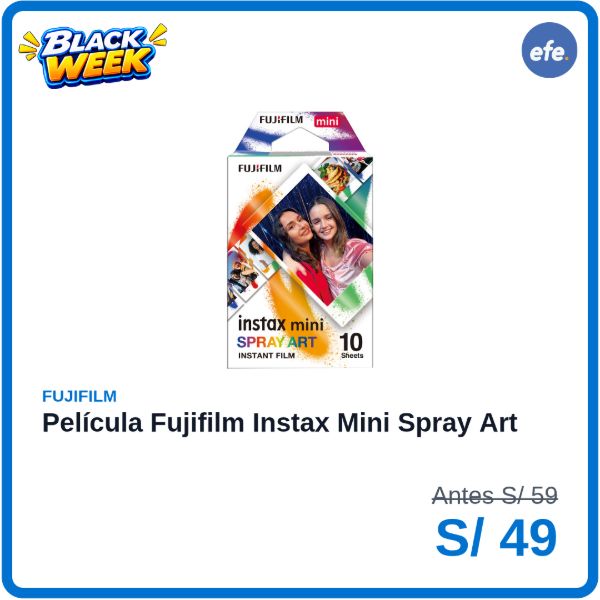 BLACK
WEEK
efe.
FUJIFILM mini
FUJIFILM
instax mini
SPRAY ART
INSTANT FILM
10
Sheets
FUJIFILM
Película Fujifilm Instax Mini Spray Art
Antes S/ 59
S/ 49